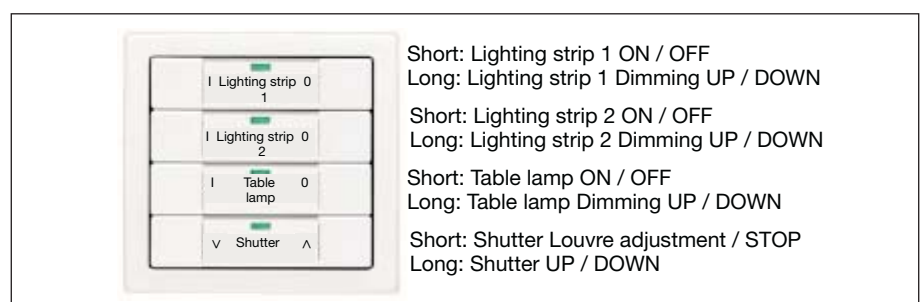 I Lighting strip 0
1
Short: Lighting strip 1 ON / OFF
Long: Lighting strip 1 Dimming UP / DOWN
I Lighting strip 0
2
Short: Lighting strip 2 ON / OFF
Long: Lighting strip 2 Dimming UP / DOWN
I Table 0
lamp
Short: Table lamp ON / OFF
Long: Table lamp Dimming UP / DOWN
∨ Shutter ∧
Short: Shutter Louvre adjustment / STOP
Long: Shutter UP / DOWN